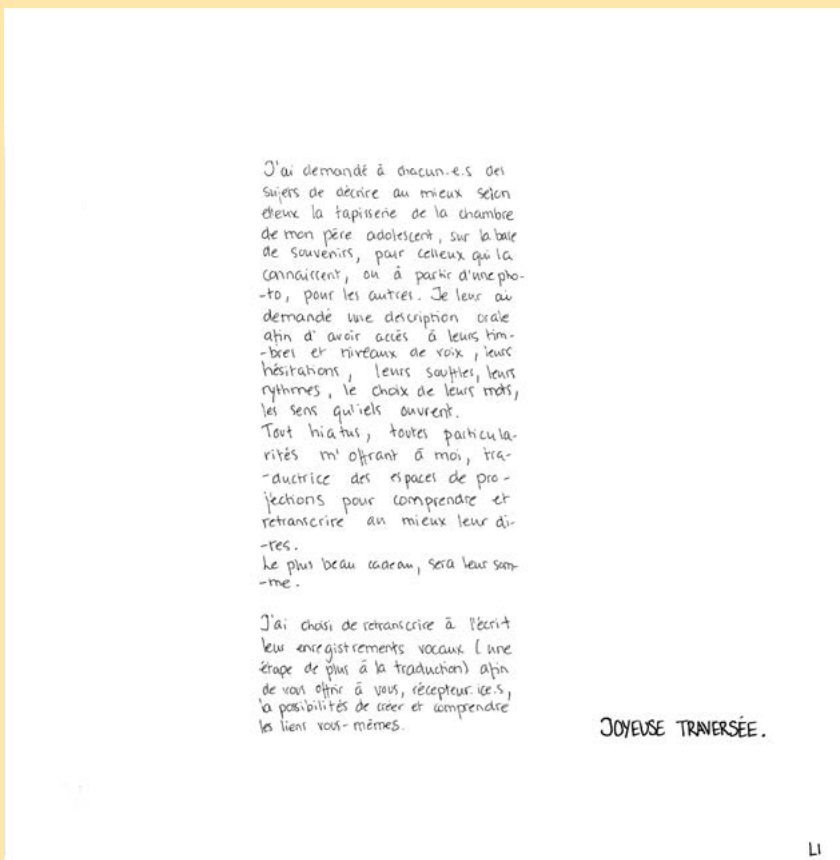 J'ai demandé à chacun.e.s des
sujets de décrire au mieux selon
d'eux la tapisserie de la chambre
de mon père adolescent, sur la base
de souvenirs, pour celleux qui la
connaissent, ou à partir d'une pho-
-to, pour les autres. Je leur ai
demandé une description orale
afin d'avoir accès à leurs tim-
-bres et niveaux de voix, leurs
hésitations, leurs souffles, leurs
rythmes, le choix de leurs mots,
les sens qu'iels ouvrent.
Tout hiatus, toutes particula-
rités m'offrant à moi, tra-
-ductrice des espaces de pro-
jections pour comprendre et
retranscrire au mieux leur di-
-res.
Le plus beau cadeau, sera leur som-
-me.
J'ai choisi de retranscrire à l'écrit
leur enregistrements vocaux (une
étape de plus à la traduction) afin
de vous offrir à vous, récepteur.ice.s,
la posibilités de créer et comprendre
les liens vous-mêmes.
JOYEUSE TRAVERSÉE.
LI